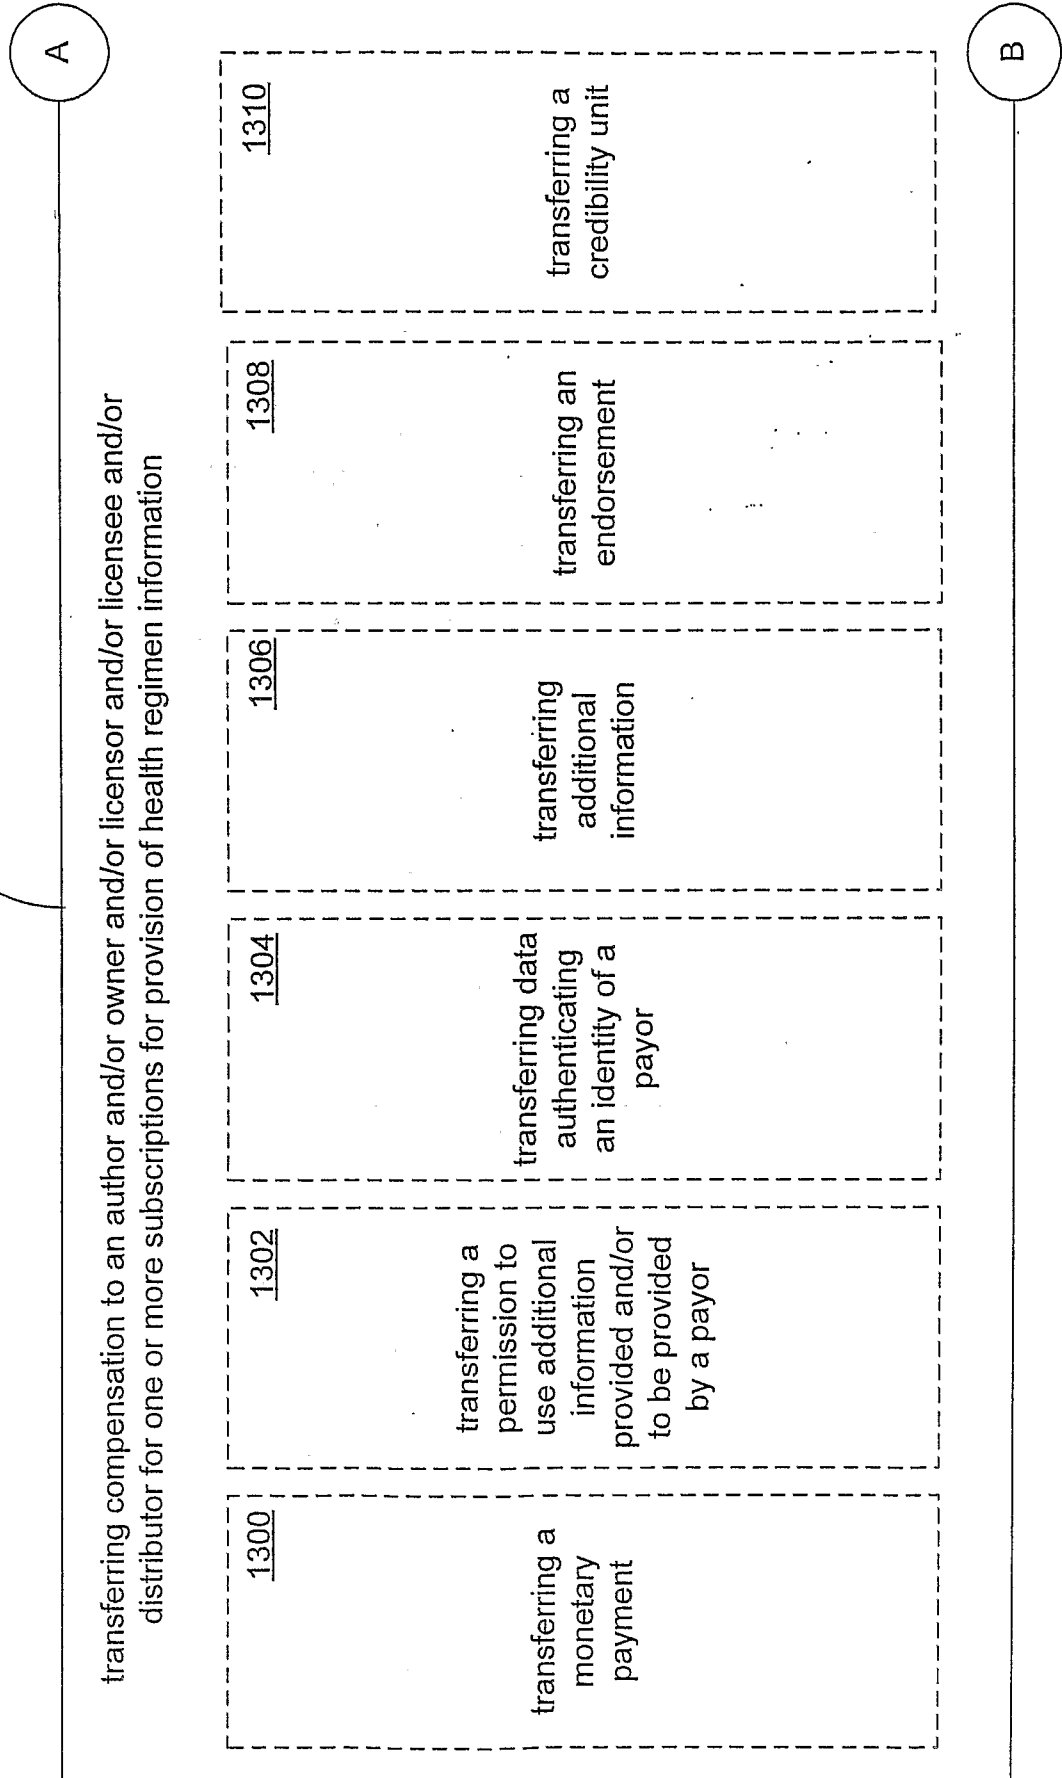 A
transferring compensation to an author and/or owner and/or licensor and/or licensee and/or
distributor for one or more subscriptions for provision of health regimen information
1300
transferring a
monetary
payment
1302
transferring a
permission to
use additional
information
provided and/or
to be provided
by a payor
1304
transferring data
authenticating
an identity of a
payor
1306
transferring
additional
information
1308
transferring an
endorsement
1310
transferring a
credibility unit
B